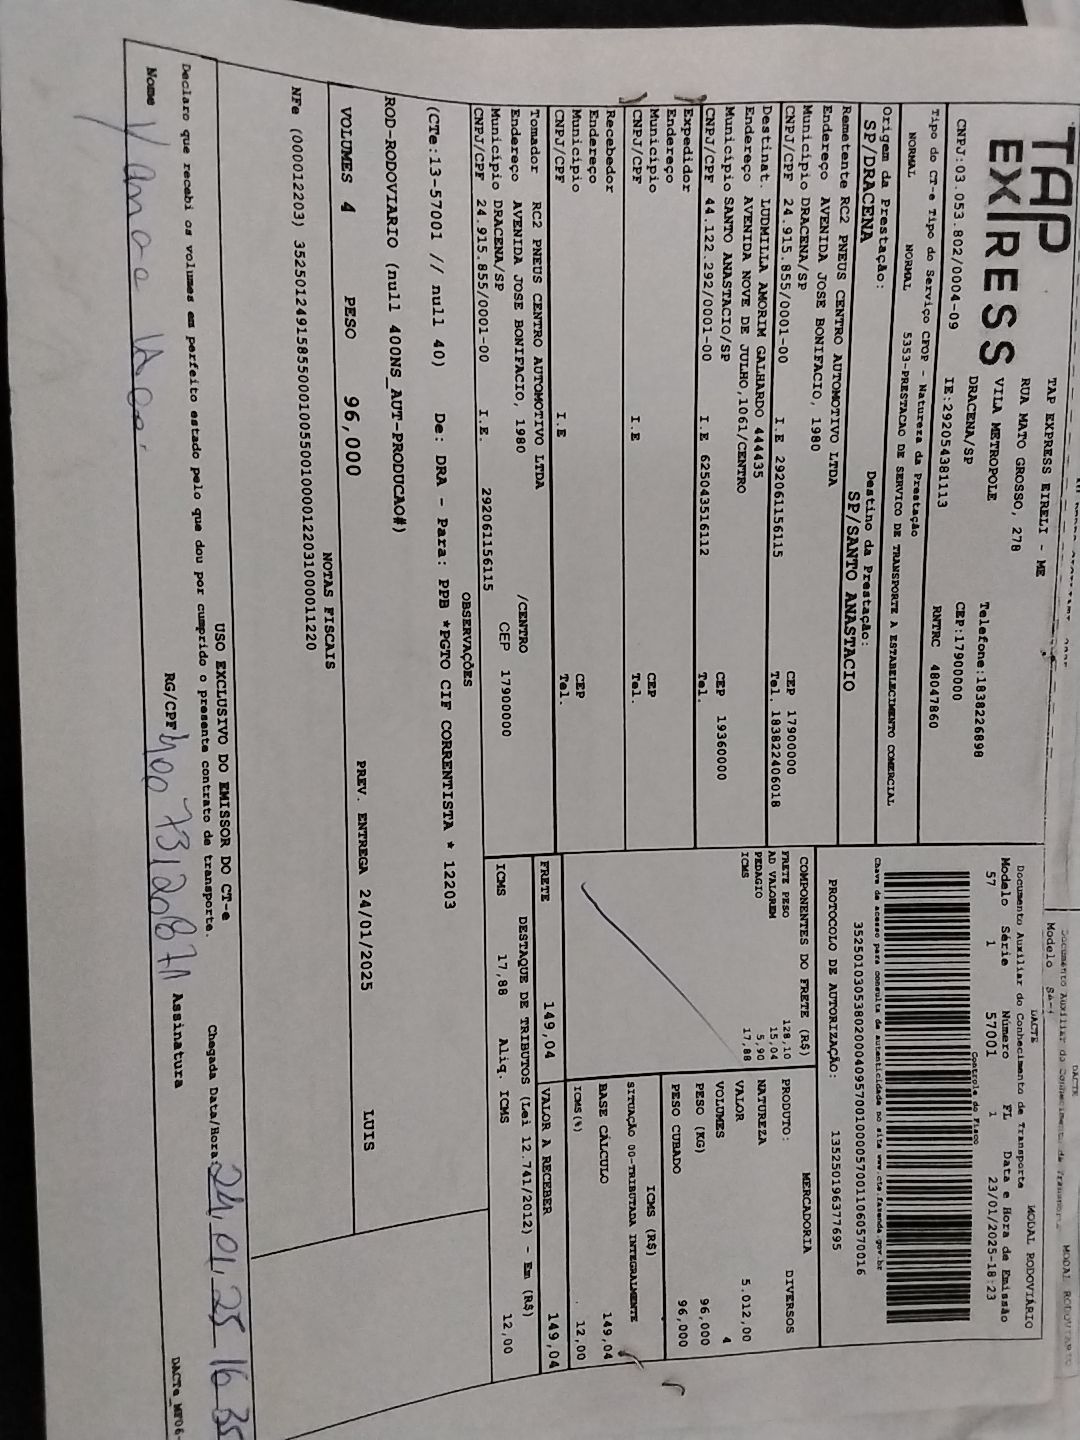 TAP EXPRESS
TAP EXPRESS EIRELI - ME
RUA MATO GROSSO, 278
VILA METROPOLE
DRACENA/SP
Telefone:1838226898
CEP:17900000
CNPJ:03.053.802/0004-09 IE:292054381113 RNTRC 48047860
Tipo do CT-e Tipo do Serviço CFOP - Natureza da Prestação
NORMAL NORMAL 5353-PRESTACAO DE SERVICO DE TRANSPORTE A ESTABELECIMENTO COMERCIAL
Origem da Prestação: Destino da Prestação:
SP/DRACENA SP/SANTO ANASTACIO
Remetente RC2 PNEUS CENTRO AUTOMOTIVO LTDA
Endereço AVENIDA JOSE BONIFACIO, 1980
Municipio DRACENA/SP CEP 17900000
CNPJ/CPF 24.915.855/0001-00 I.E 292061156115 Tel. 183822406018
Destinat. LUDMILLA AMORIM GALHARDO 444435
Endereço AVENIDA NOVE DE JULHO,1061/CENTRO
Municipio SANTO ANASTACIO/SP CEP 19360000
CNPJ/CPF 44.122.292/0001-00 I.E 625043516112 Tel.
Expedidor
Endereço
Municipio CEP
CNPJ/CPF I.E Tel.
Recebedor
Endereço
Municipio CEP
CNPJ/CPF I.E Tel.
Tomador RC2 PNEUS CENTRO AUTOMOTIVO LTDA
Endereço AVENIDA JOSE BONIFACIO, 1980 /CENTRO
Municipio DRACENA/SP CEP 17900000
CNPJ/CPF 24.915.855/0001-00 I.E. 292061156115
DACTE MODAL RODOVIÁRIO
Documento Auxiliar do Conhecimento de Transporte
Modelo Série Número FL Data e Hora de Emissão
57 1 57001 1 23/01/2025-18:23
Controle do Fisco
Chave de acesso para consulta de autenticidade no site www.cte.fazenda.gov.br
35250103053802000409570010000570011060570016
PROTOCOLO DE AUTORIZAÇÃO: 135250196377695
COMPONENTES DO FRETE (R$)
FRETE PESO 128,10
AD VALOREM 15,04
PEDAGIO 5,90
ICMS 17,88
MERCADORIA
PRODUTO: DIVERSOS
NATUREZA
VALOR 5.012,00
VOLUMES 4
PESO (KG) 96,000
PESO CUBADO 96,000
ICMS (R$)
SITUAÇÃO 00-TRIBUTADA INTEGRALMENTE
BASE CÁLCULO 149,04
ICMS(%) 12,00
FRETE 149,04 VALOR A RECEBER 149,04
DESTAQUE DE TRIBUTOS (Lei 12.741/2012) - Em (R$)
ICMS 17,88 Aliq. ICMS 12,00
OBSERVAÇÕES
(CTe:13-57001 // null 40) De: DRA - Para: PPB *PGTO CIF CORRENTISTA * 12203
ROD-RODOVIARIO (null 400NS_AUT-PRODUCAO#)
VOLUMES 4 PESO 96,000 PREV. ENTREGA 24/01/2025 LUIS
NOTAS FISCAIS
NFe (000012203) 35250124915855000100550010000122031000011220
USO EXCLUSIVO DO EMISSOR DO CT-e
Declaro que recebi os volumes em perfeito estado pelo que dou por cumprido o presente contrato de transporte. Chegada Data/Hora: 24,01,25 16 35
Nome RG/CPF Assinatura